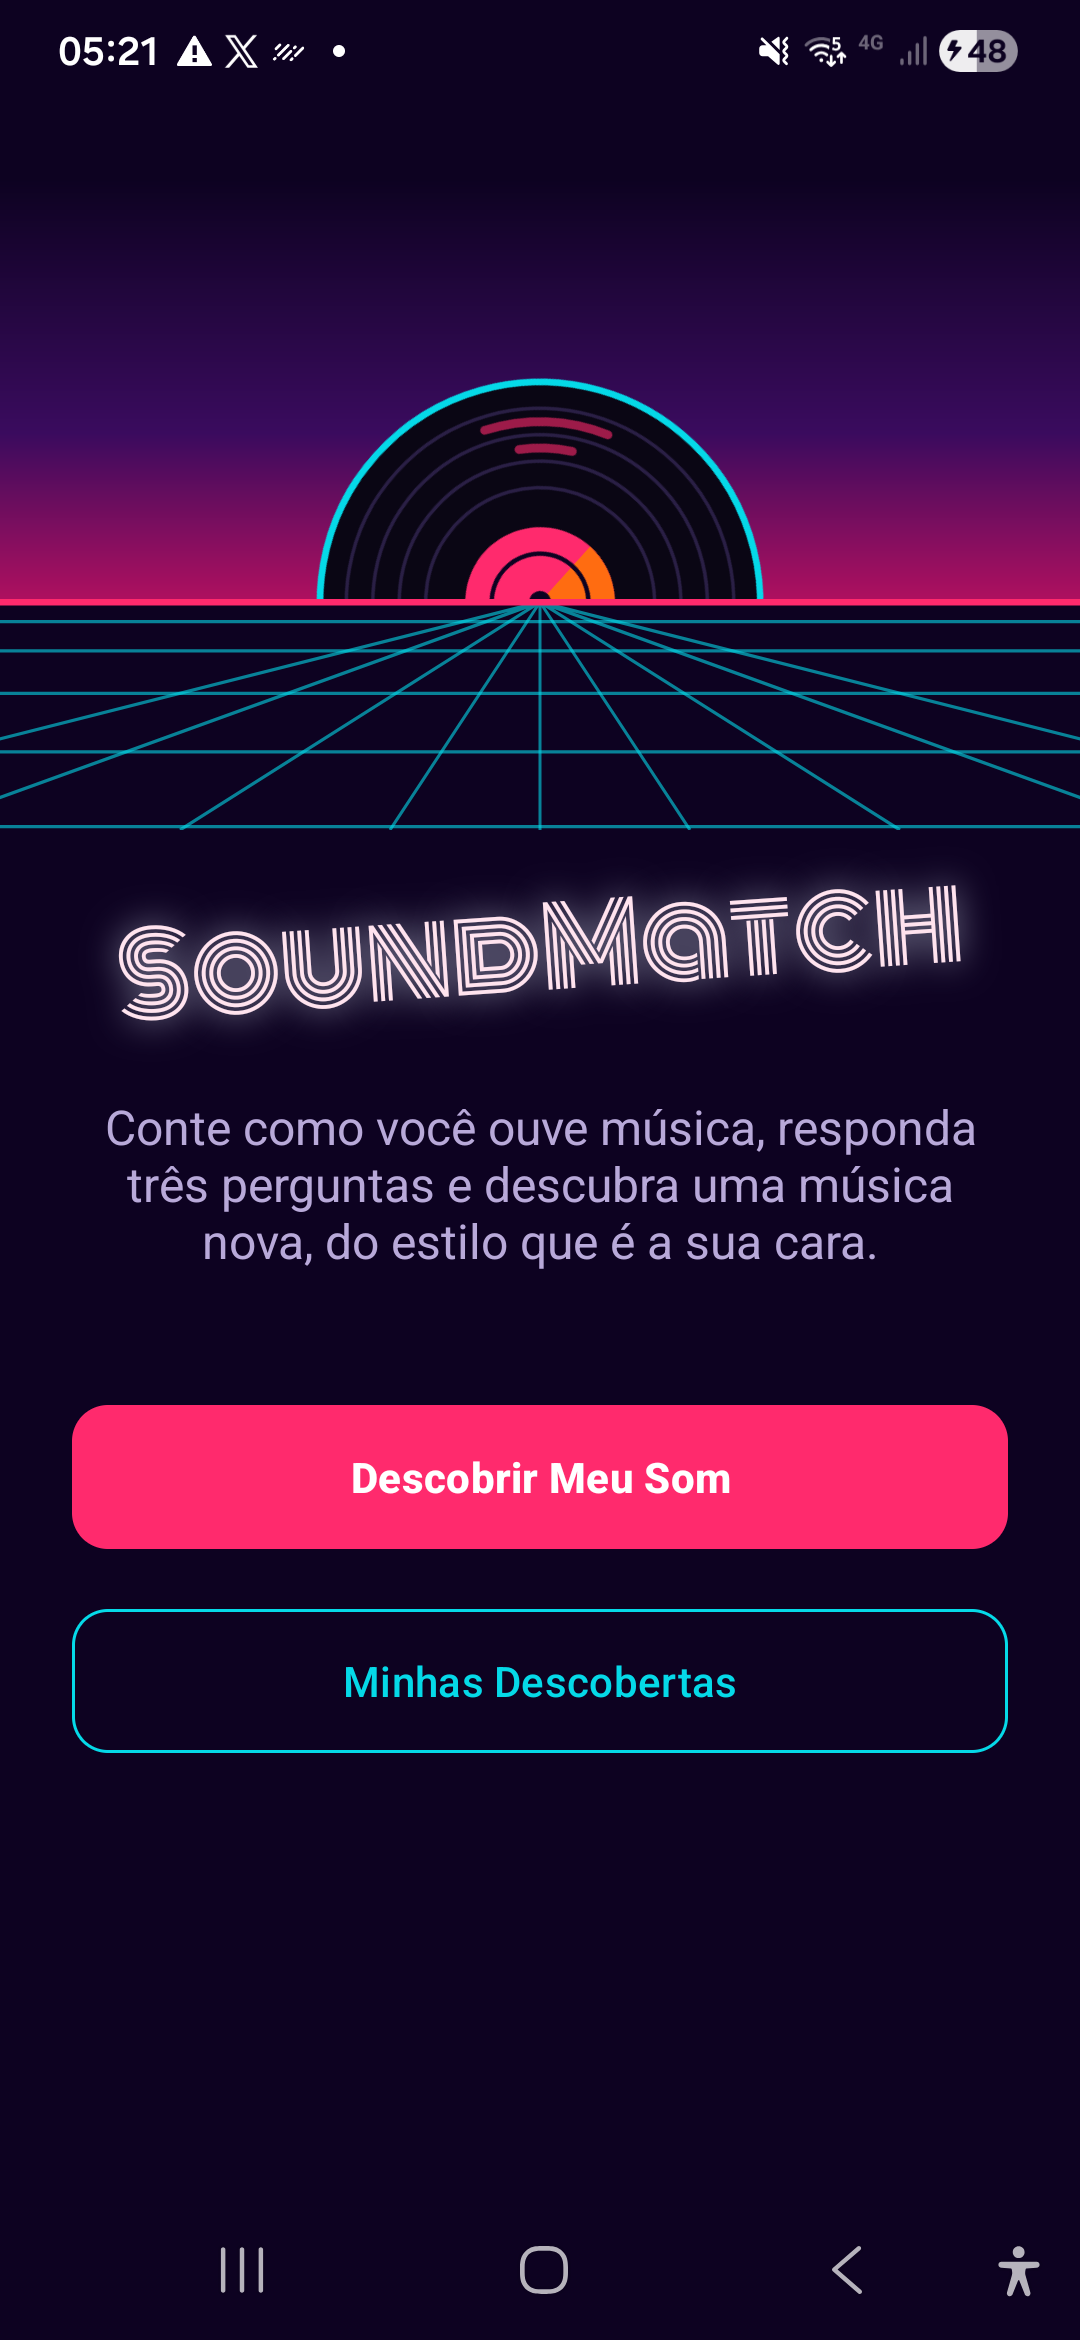 05:21
5 4G 48
SOUNDMATCH
Conte como você ouve música, responda
três perguntas e descubra uma música
nova, do estilo que é a sua cara.
Descobrir Meu Som
Minhas Descobertas